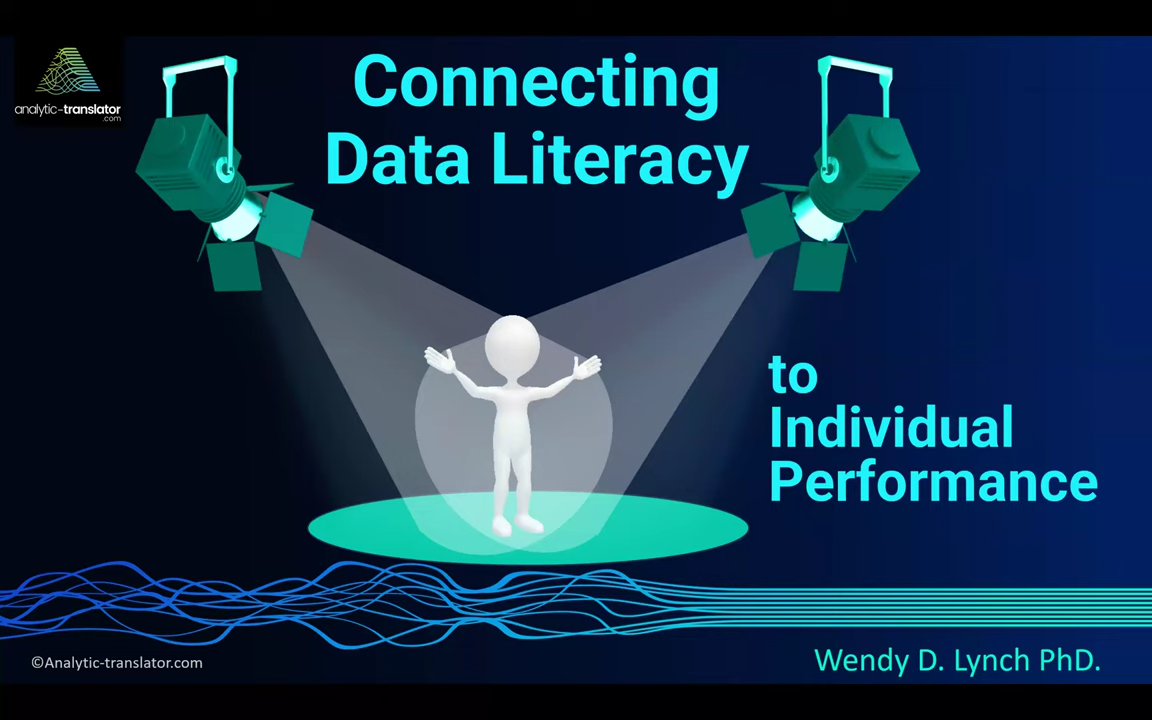 analytic-translator
.com
Connecting
Data Literacy
to
Individual
Performance
©Analytic-translator.com
Wendy D. Lynch PhD.